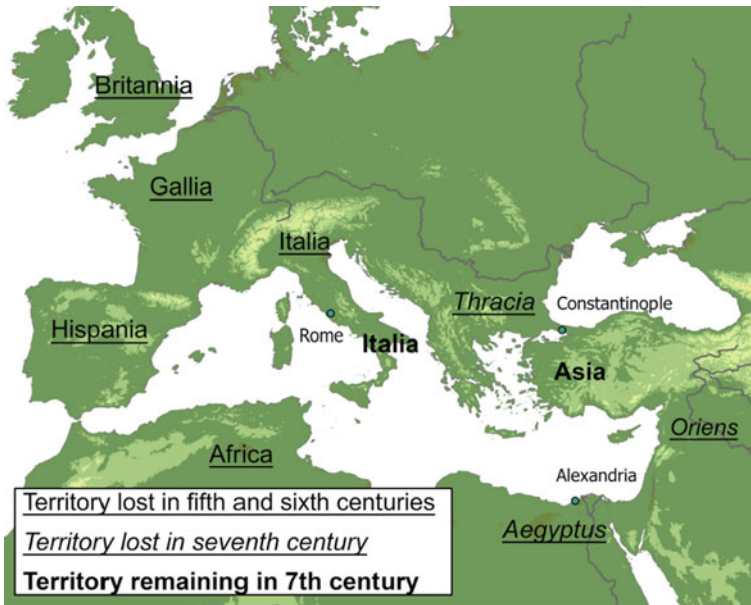 Britannia
Gallia
Italia
Thracia
Constantinople
Hispania
Rome
Italia
Asia
Oriens
Africa
Alexandria
Aegyptus
Territory lost in fifth and sixth centuries
Territory lost in seventh century
Territory remaining in 7th century